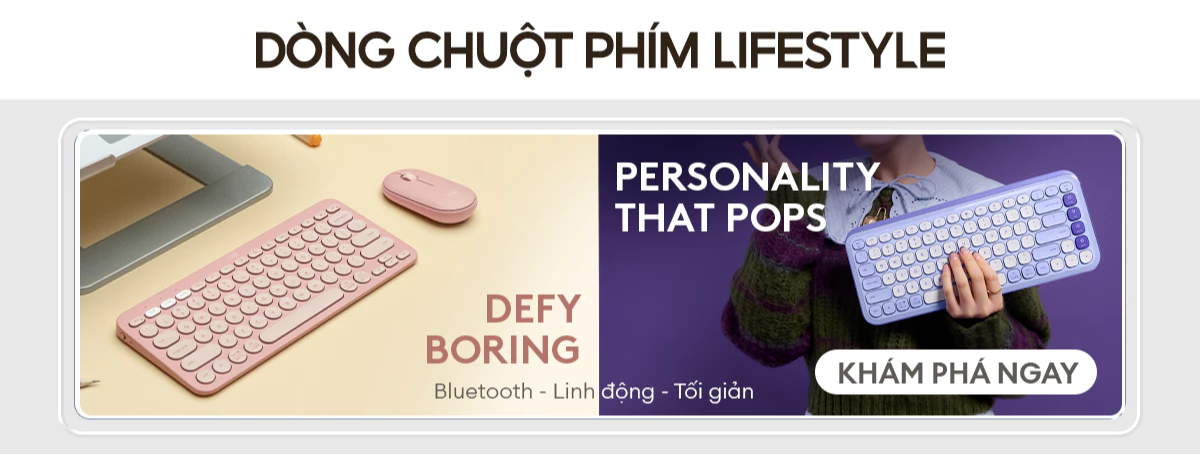 DÒNG CHUỘT PHÍM LIFESTYLE
PERSONALITY
THAT POPS
DEFY
BORING
Bluetooth - Linh động - Tối giản
KHÁM PHÁ NGAY